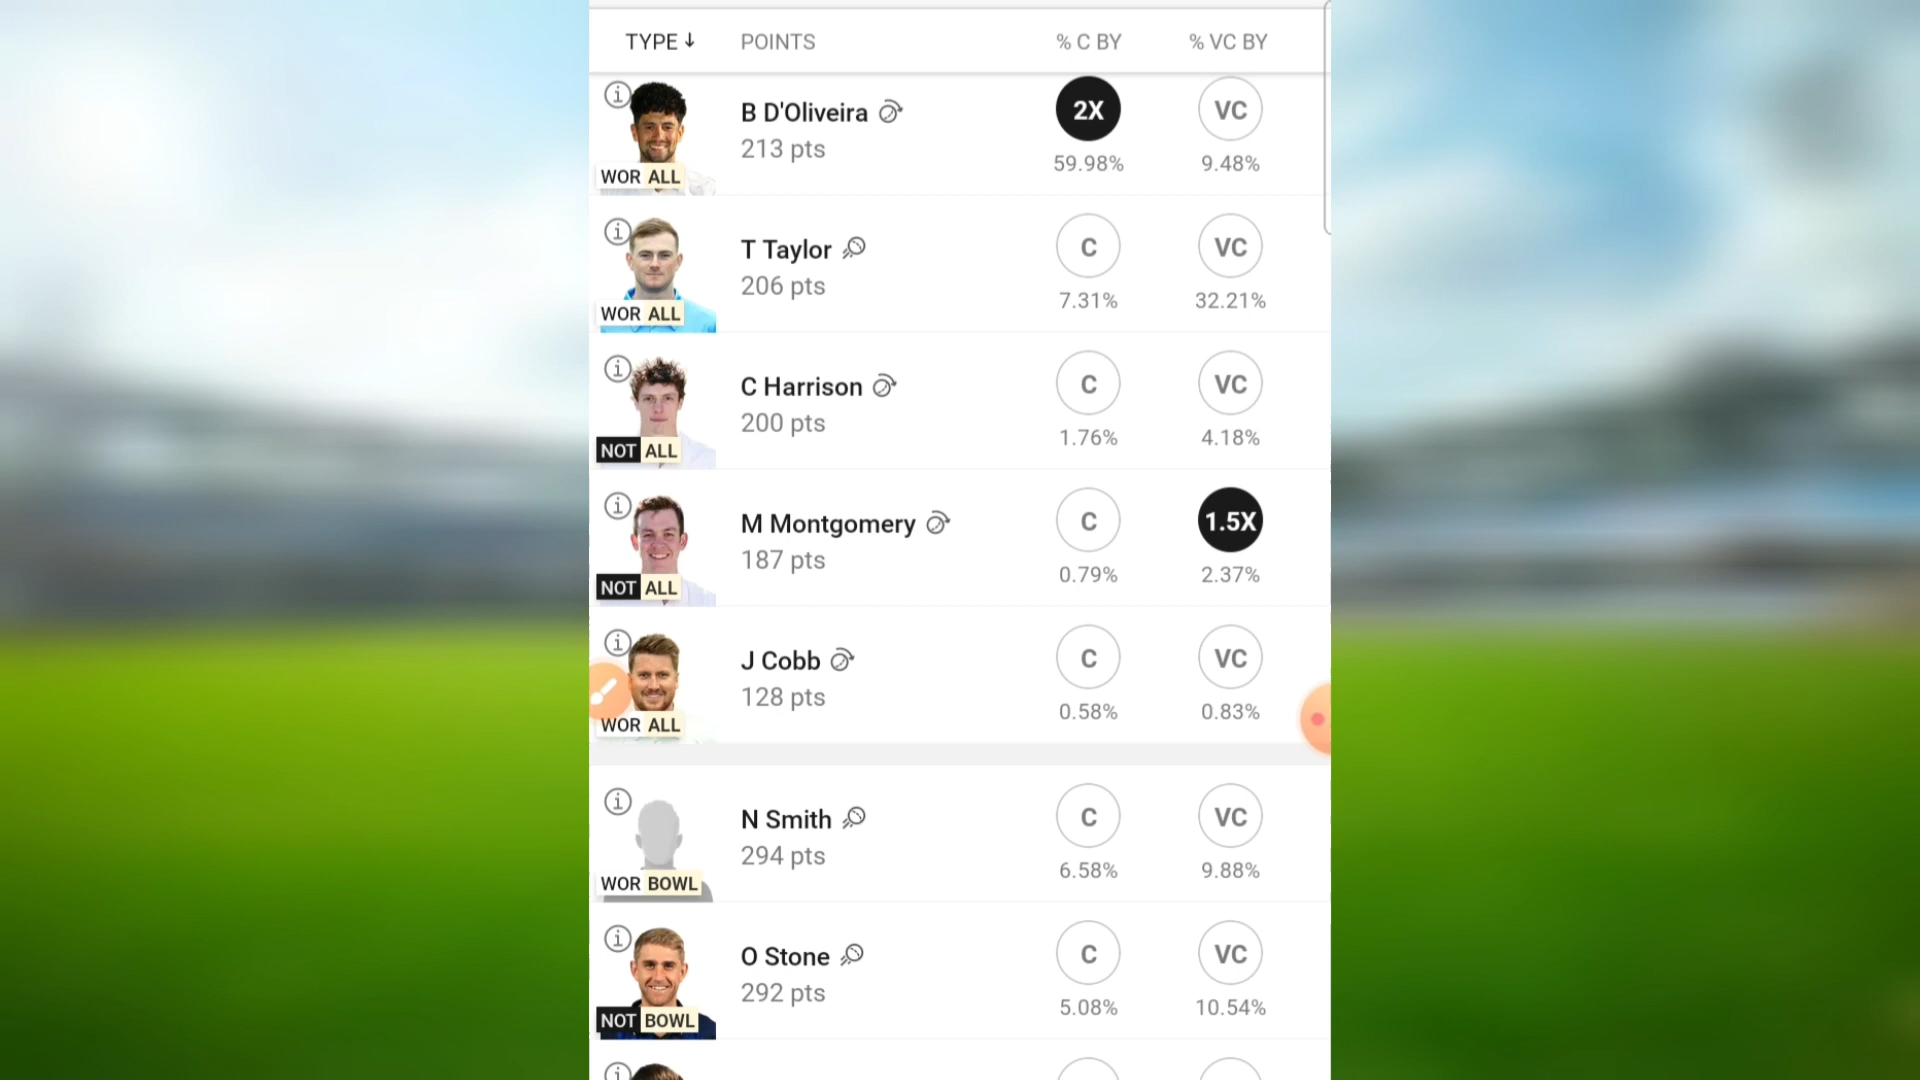 TYPE ↓ POINTS % C BY % VC BY
i B D'Oliveira 2X VC
213 pts 59.98% 9.48%
WOR ALL
i T Taylor C VC
206 pts 7.31% 32.21%
WOR ALL
i C Harrison C VC
200 pts 1.76% 4.18%
NOT ALL
i M Montgomery C 1.5X
187 pts 0.79% 2.37%
NOT ALL
i J Cobb C VC
128 pts 0.58% 0.83%
WOR ALL
i N Smith C VC
294 pts 6.58% 9.88%
WOR BOWL
i O Stone C VC
292 pts 5.08% 10.54%
NOT BOWL